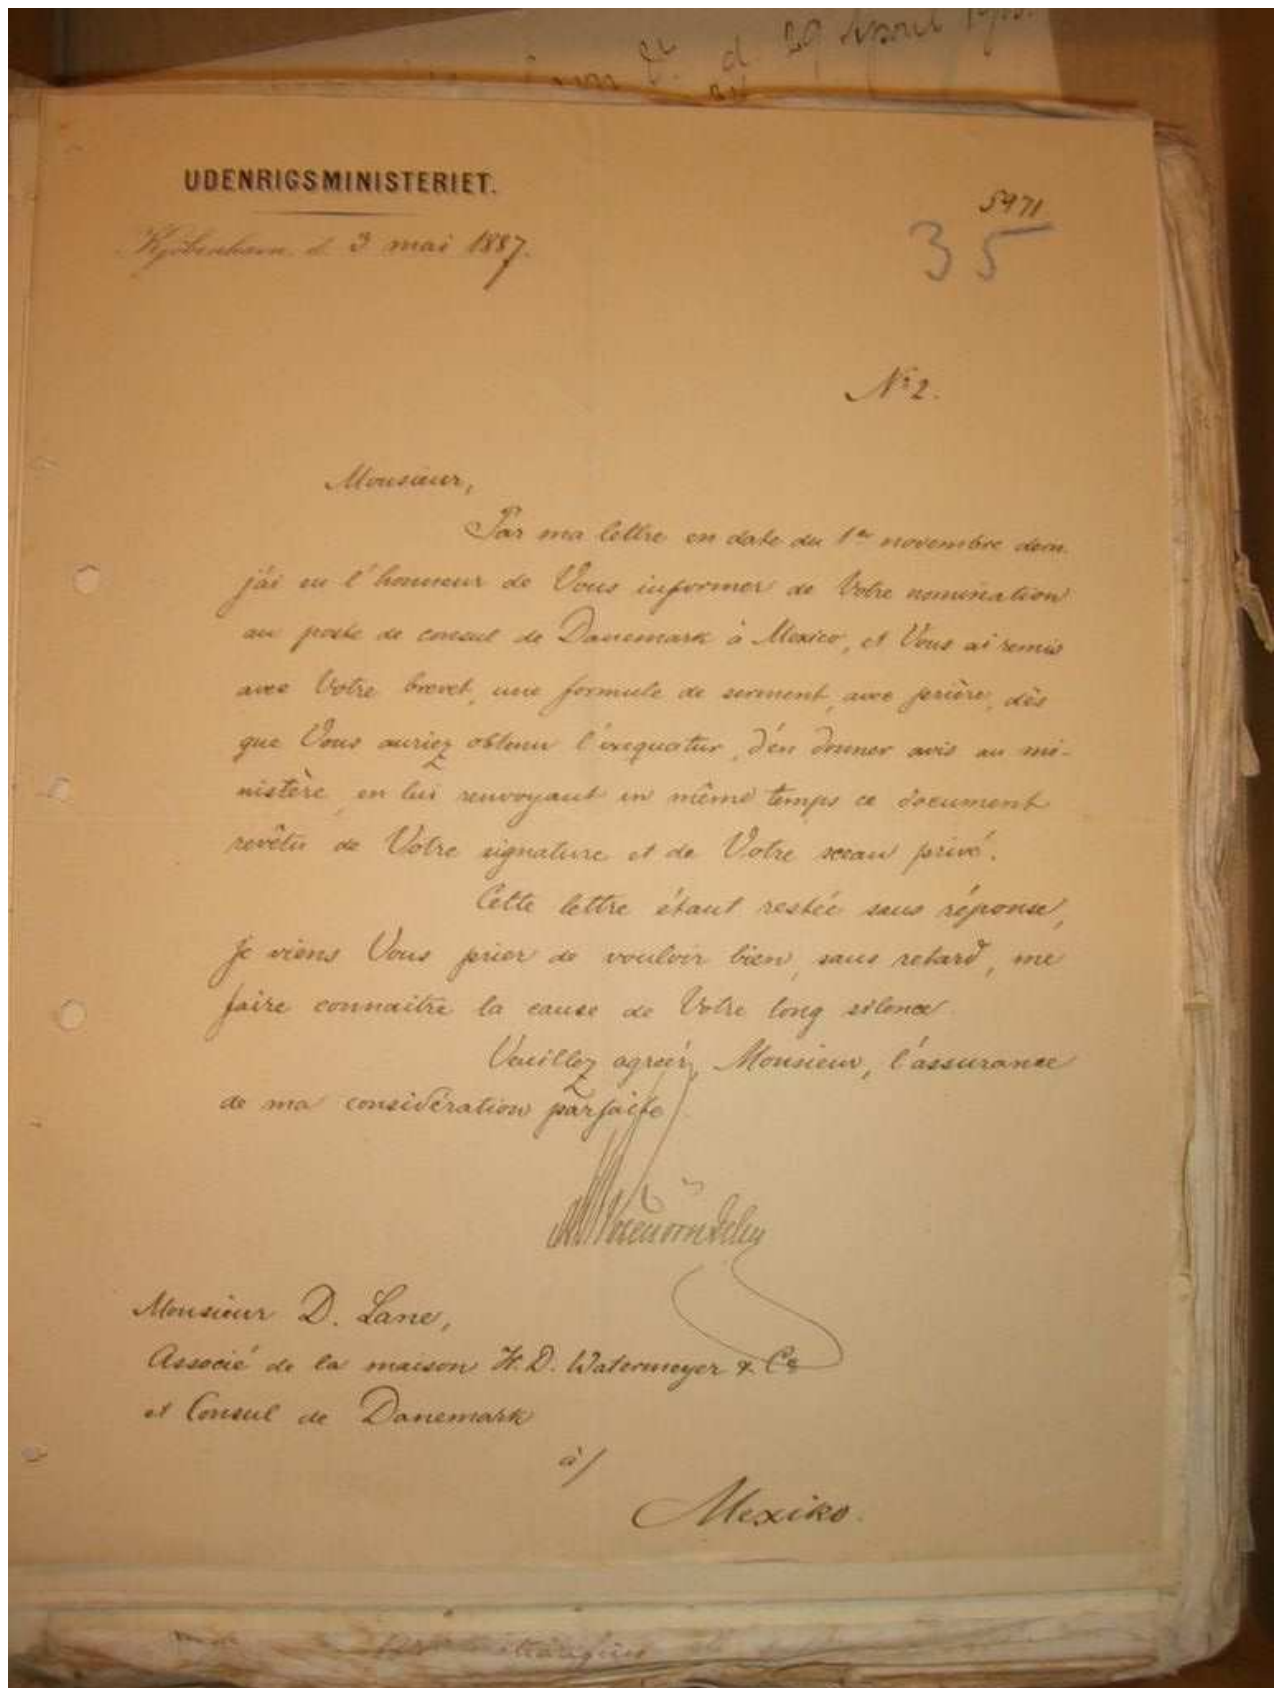 d. 29 April
UDENRIGSMINISTERIET.
Kjøbenhavn, d. 3 mai 1887.
5971
35
No 2.
Monsieur,
Par ma lettre en date du 1er novembre dern.
j'ai eu l'honneur de Vous informer de Votre nomination
au poste de consul de Danemark à Mexico, et Vous ai remis
avec Votre brevet, une formule de serment, avec prière, dès
que Vous auriez obtenu l'exequatur, d'en donner avis au mi-
nistère, en lui renvoyant en même temps ce document
revêtu de Votre signature et de Votre sceau privé.
Cette lettre étant restée sans réponse,
je viens Vous prier de vouloir bien, sans retard, me
faire connaitre la cause de Votre long silence.
Veuillez agréer, Monsieur, l'assurance
de ma considération parfaite.
Rosenörn Lehn
Monsieur D. Lane,
Associé de la maison H. D. Watermeyer & Co
et Consul de Danemark
à/
Mexiko.